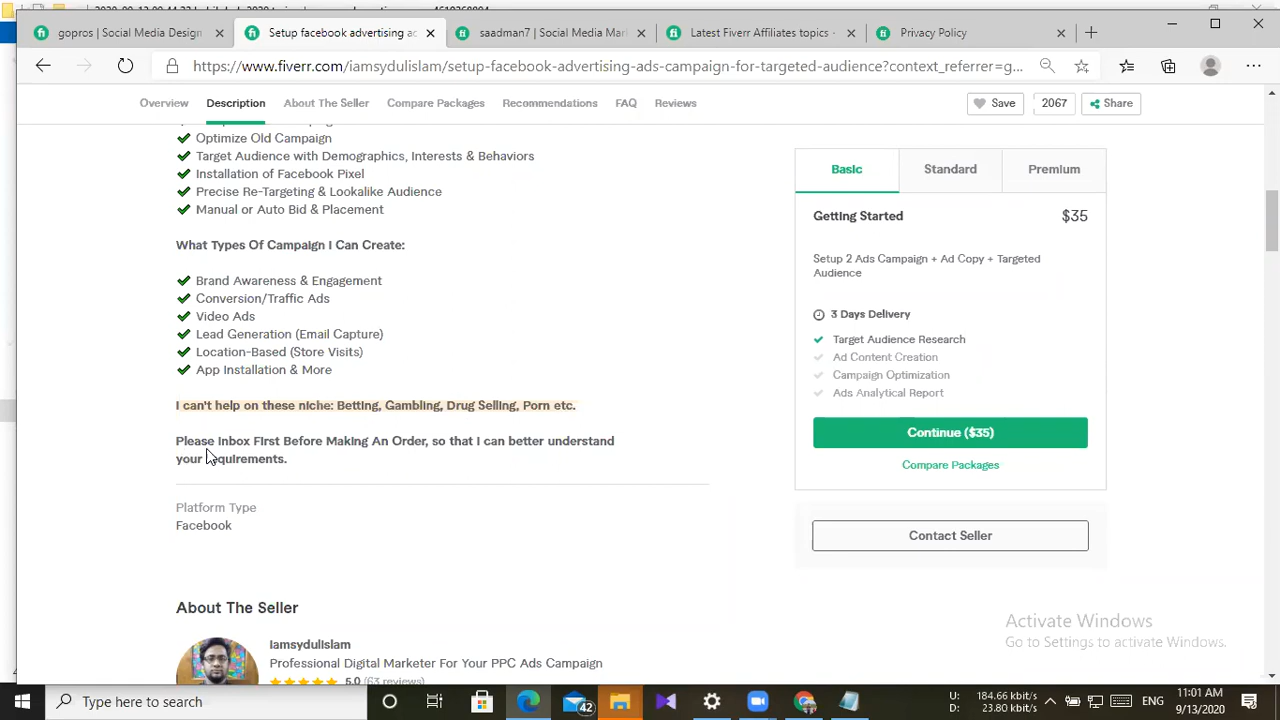 gopros | Social Media Design
Setup facebook advertising ac
saadman7 | Social Media Mar
Latest Fiverr Affiliates topics -
Privacy Policy
https://www.fiverr.com/iamsydulislam/setup-facebook-advertising-ads-campaign-for-targeted-audience?context_referrer=g...
Overview
Description
About The Seller
Compare Packages
Recommendations
FAQ
Reviews
Save
2067
Share
Optimize Old Campaign
Target Audience with Demographics, Interests & Behaviors
Installation of Facebook Pixel
Precise Re-Targeting & Lookalike Audience
Manual or Auto Bid & Placement
What Types Of Campaign I Can Create:
Brand Awareness & Engagement
Conversion/Traffic Ads
Video Ads
Lead Generation (Email Capture)
Location-Based (Store Visits)
App Installation & More
I can't help on these niche: Betting, Gambling, Drug Selling, Porn etc.
Please Inbox First Before Making An Order, so that I can better understand
your requirements.
Platform Type
Facebook
About The Seller
iamsydulislam
Professional Digital Marketer For Your PPC Ads Campaign
5.0 (63 reviews)
Basic
Standard
Premium
Getting Started
$35
Setup 2 Ads Campaign + Ad Copy + Targeted
Audience
3 Days Delivery
Target Audience Research
Ad Content Creation
Campaign Optimization
Ads Analytical Report
Continue ($35)
Compare Packages
Contact Seller
Activate Windows
Go to Settings to activate Windows.
Type here to search
42
U: 184.66 kbit/s
D: 23.80 kbit/s
ENG
11:01 AM
9/13/2020